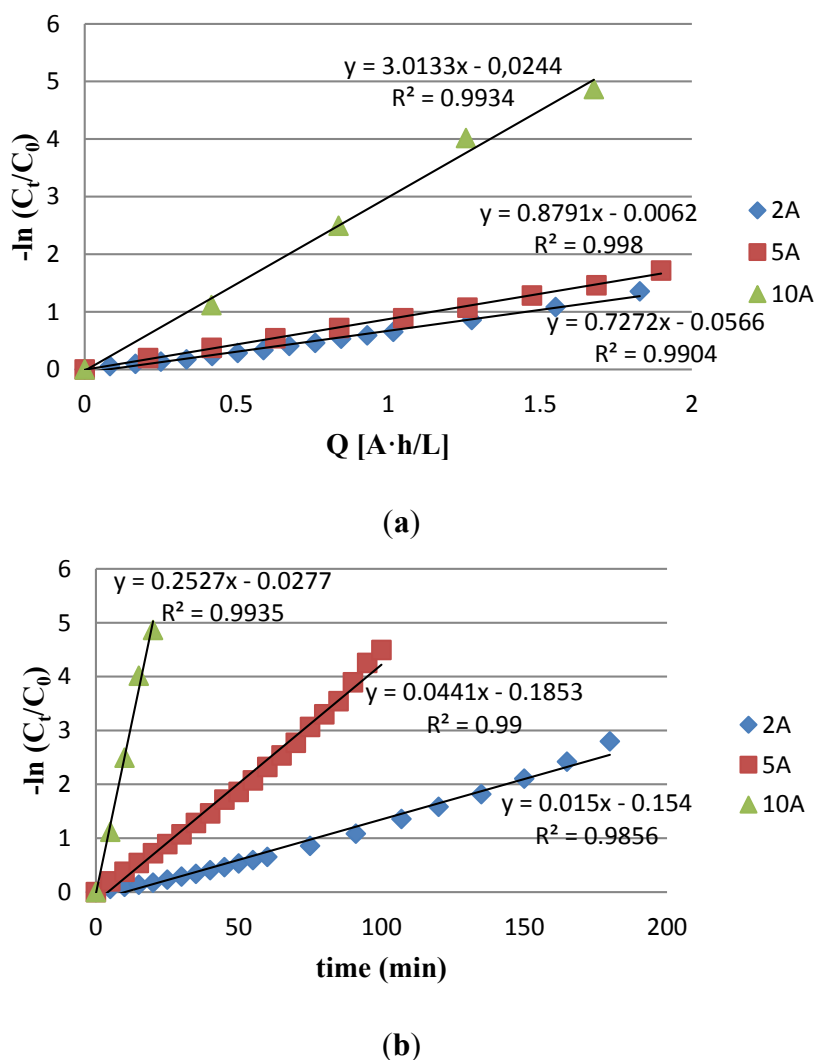 6
y = 3.0133x - 0,0244
R² = 0.9934
5
4
3
y = 0.8791x - 0.0062
R² = 0.998
2
1
y = 0.7272x - 0.0566
R² = 0.9904
0
-ln (Cₜ/C₀)
0 0.5 1 1.5 2
Q [A·h/L]
2A
5A
10A
(a)
6
y = 0.2527x - 0.0277
R² = 0.9935
5
4
y = 0.0441x - 0.1853
R² = 0.99
3
2
y = 0.015x - 0.154
R² = 0.9856
1
0
-ln (Cₜ/C₀)
0 50 100 150 200
time (min)
2A
5A
10A
(b)